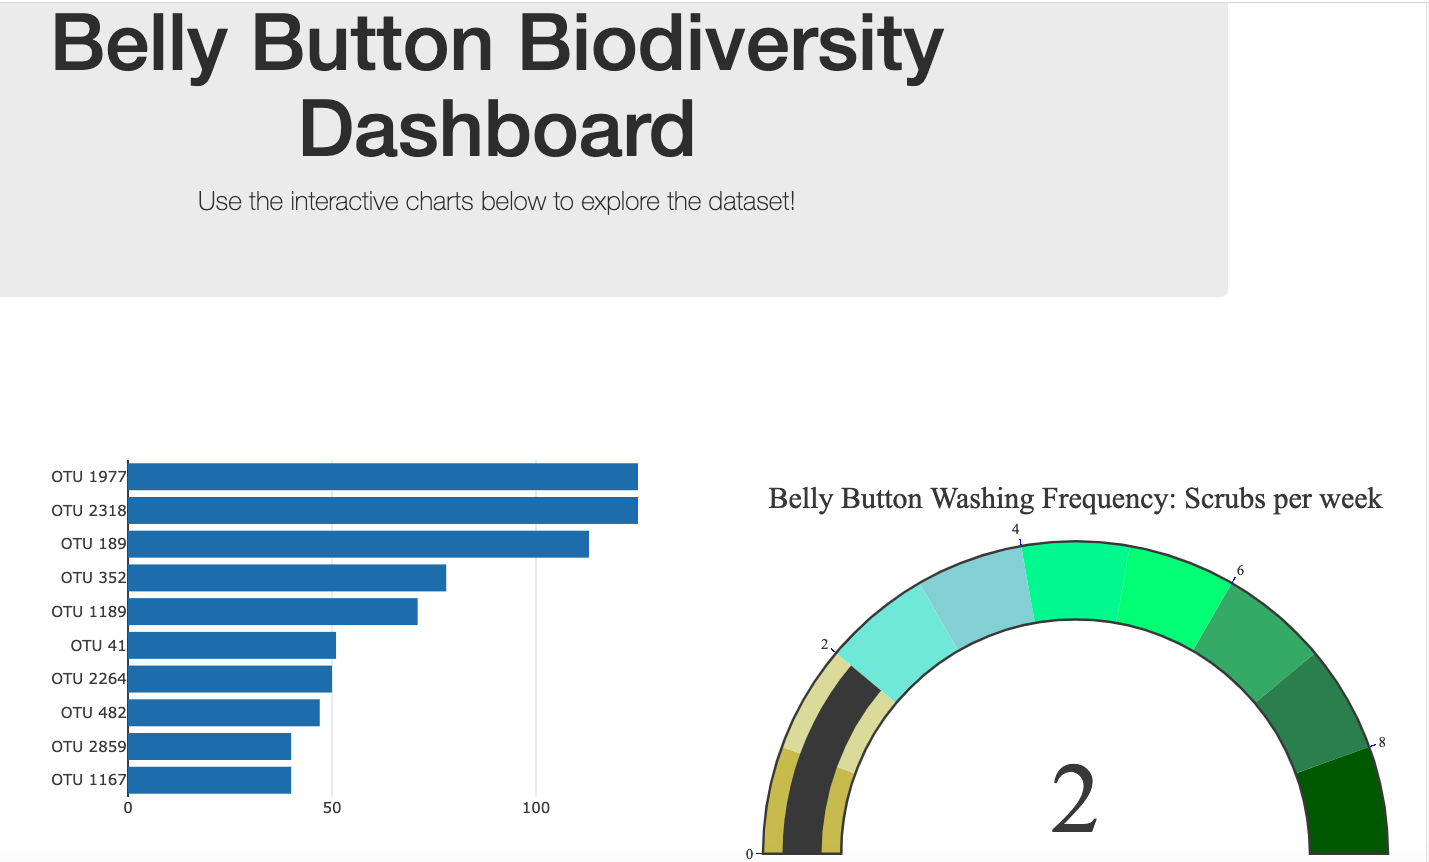 Belly Button Biodiversity
Dashboard
Use the interactive charts below to explore the dataset!
OTU 1977
OTU 2318
OTU 189
OTU 352
OTU 1189
OTU 41
OTU 2264
OTU 482
OTU 2859
OTU 1167
0 50 100
Belly Button Washing Frequency: Scrubs per week
0
2
4
6
8
2